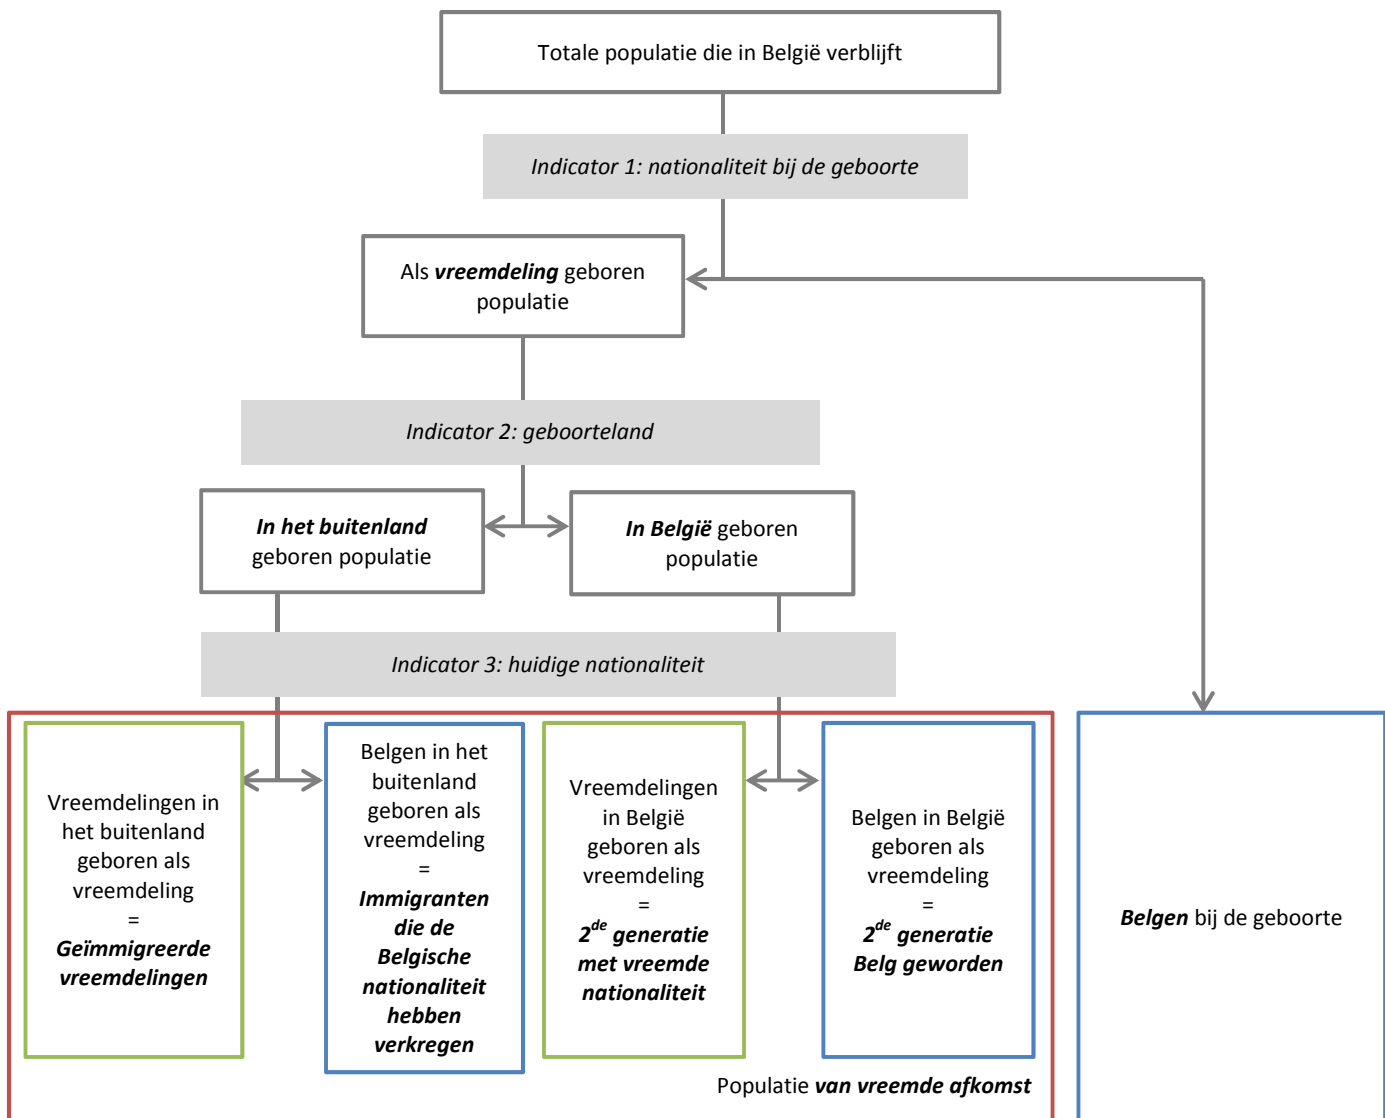 Totale populatie die in België verblijft
Indicator 1: nationaliteit bij de geboorte
Als vreemdeling geboren
populatie
Indicator 2: geboorteland
In het buitenland
geboren populatie
In België geboren
populatie
Indicator 3: huidige nationaliteit
Vreemdelingen in
het buitenland
geboren als
vreemdeling
=
Geïmmigreerde
vreemdelingen
Belgen in het
buitenland
geboren als
vreemdeling
=
Immigranten
die de
Belgische
nationaliteit
hebben
verkregen
Vreemdelingen
in België
geboren als
vreemdeling
=
2de generatie
met vreemde
nationaliteit
Belgen in België
geboren als
vreemdeling
=
2de generatie
Belg geworden
Belgen bij de geboorte
Populatie van vreemde afkomst